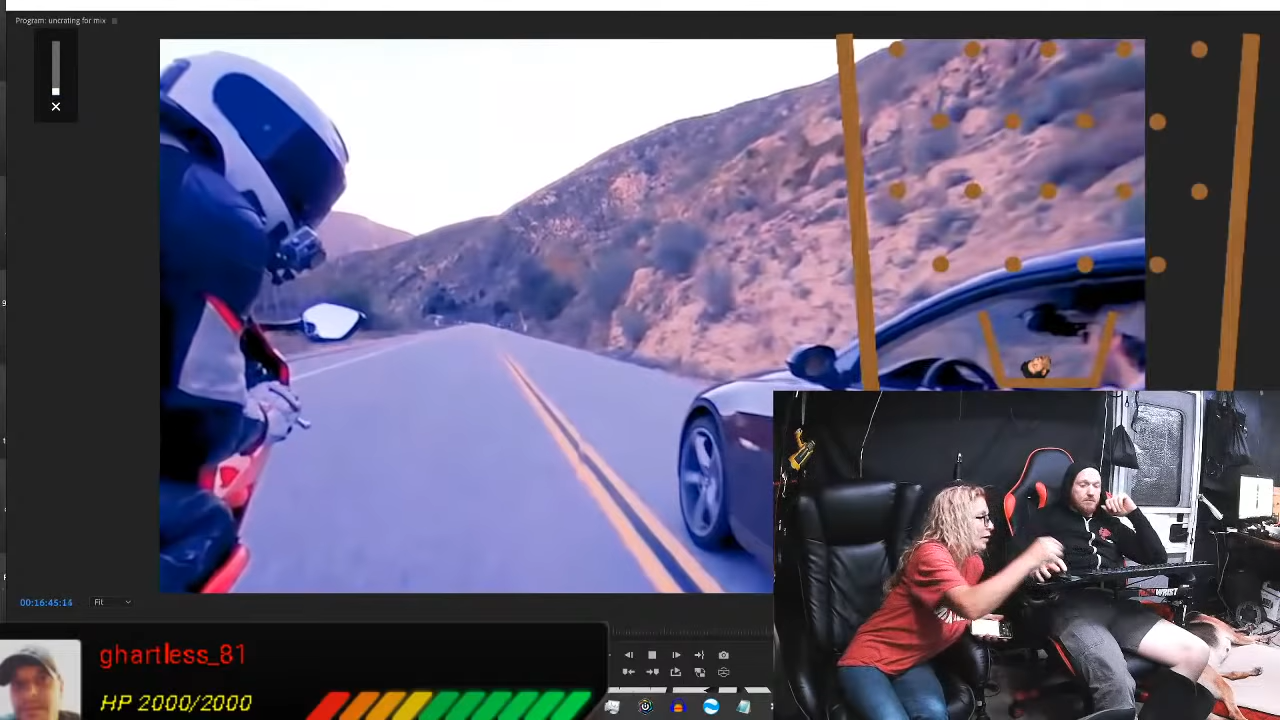 Program: uncrating for mix
00:16:45:14
Fit
ghartless_81
HP 2000/2000